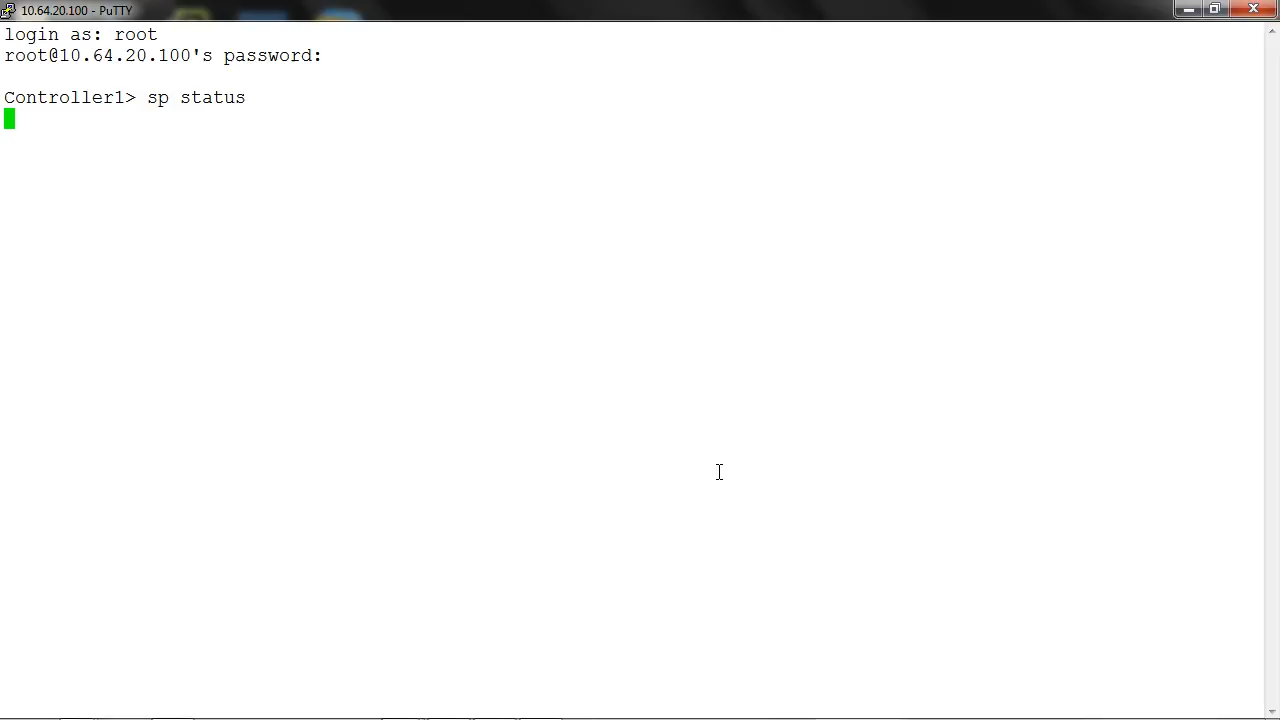 10.64.20.100 - PuTTY
login as: root
root@10.64.20.100's password:
Controller1> sp status